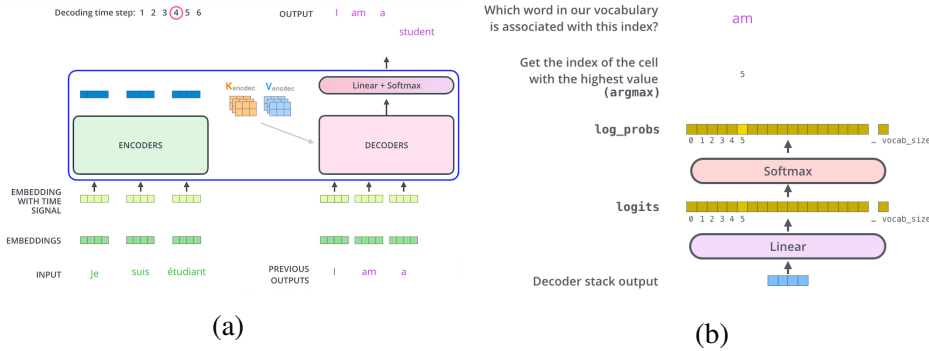 Decoding time step: 1 2 3 4 5 6
OUTPUT I am a
student
Kencdec Vencdec
Linear + Softmax
ENCODERS
DECODERS
EMBEDDING
WITH TIME
SIGNAL
EMBEDDINGS
INPUT
Je suis étudiant
PREVIOUS
OUTPUTS
I am a
(a)
Which word in our vocabulary
is associated with this index?
am
Get the index of the cell
with the highest value
(argmax)
5
log_probs
0 1 2 3 4 5 ... vocab_size
Softmax
logits
0 1 2 3 4 5 ... vocab_size
Linear
Decoder stack output
(b)